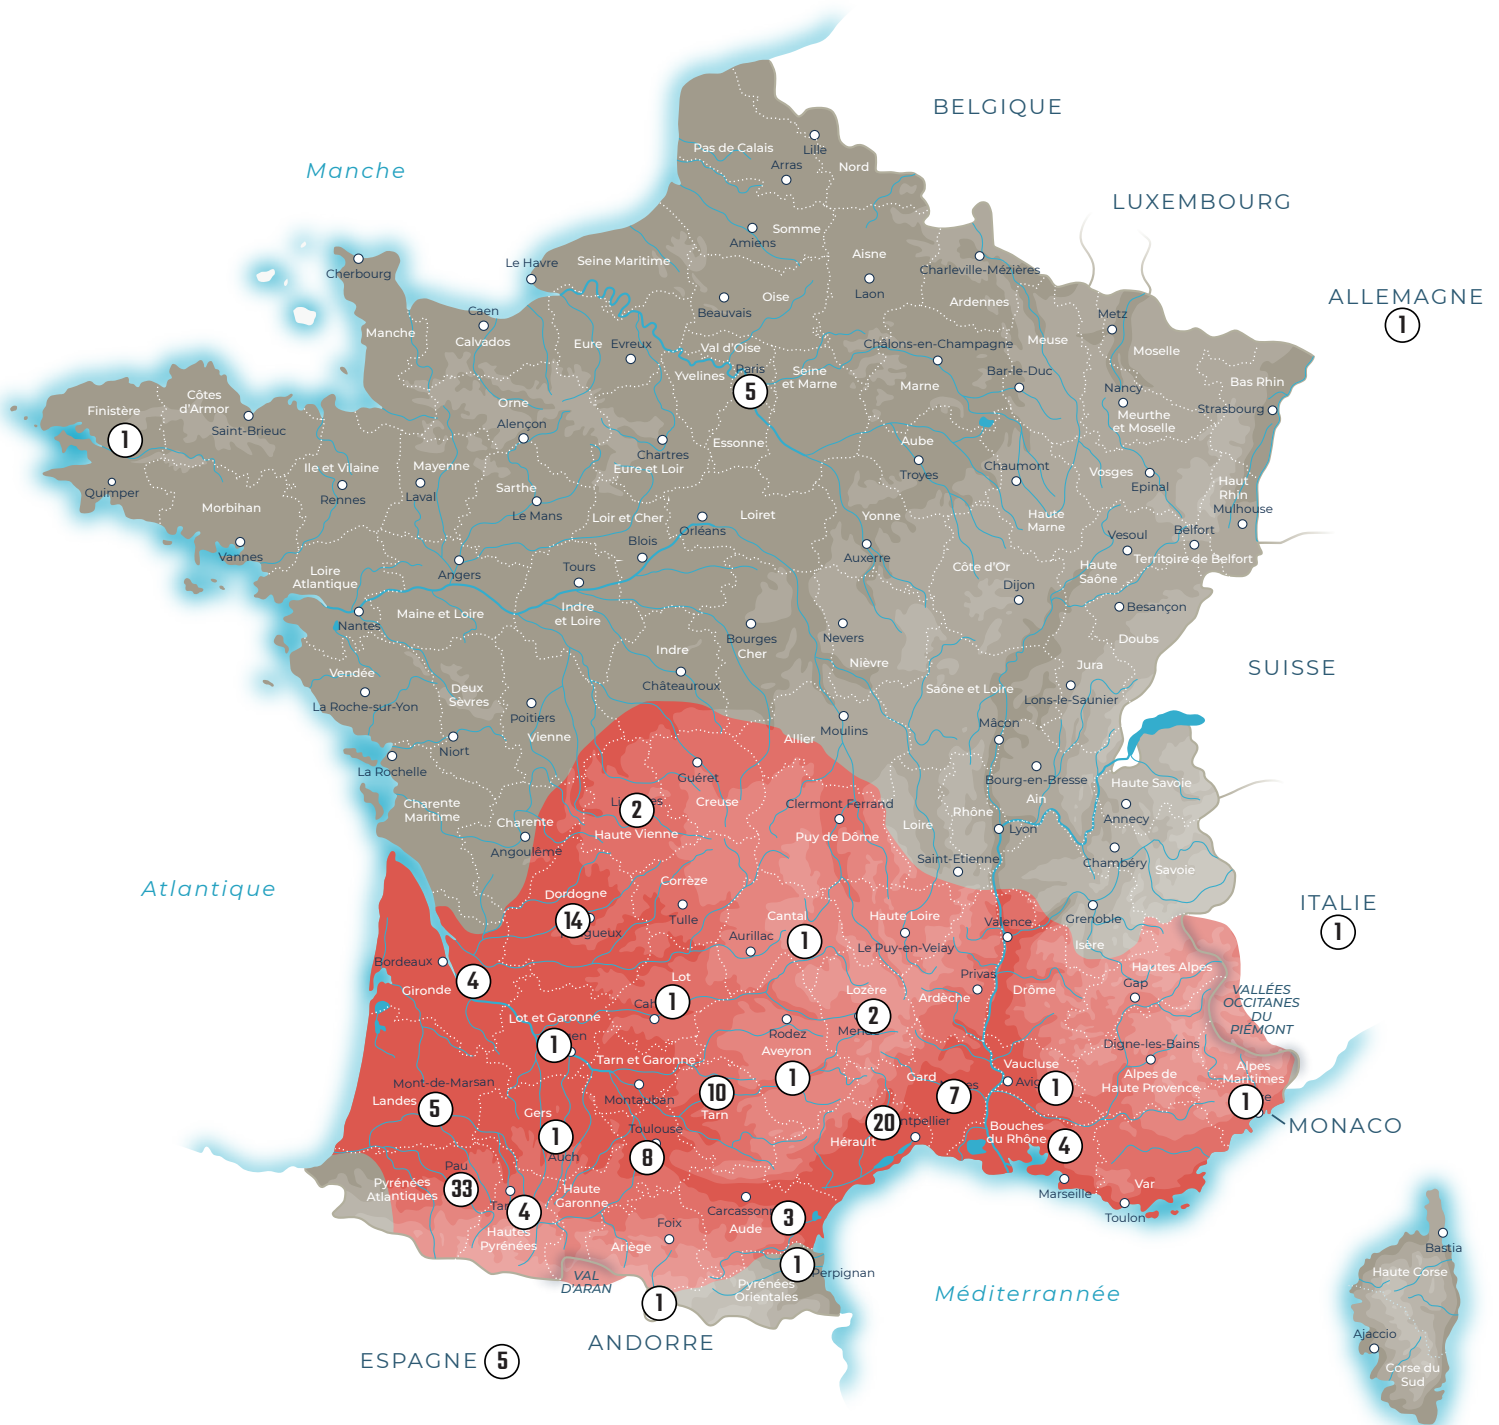 BELGIQUE
Manche
LUXEMBOURG
ALLEMAGNE
1
SUISSE
ITALIE
1
Atlantique
VALLÉES
OCCITANES
DU
PIÉMONT
MONACO
Méditerrannée
ANDORRE
1
ESPAGNE 5
VAL
D'ARAN
Pas de Calais
Lille
Arras
Nord
Somme
Amiens
Aisne
Laon
Charleville-Mézières
Ardennes
Cherbourg
Le Havre
Seine Maritime
Oise
Beauvais
Caen
Calvados
Manche
Eure
Evreux
Val d'Oise
Yvelines
Paris
5
Seine
et Marne
Essonne
Châlons-en-Champagne
Marne
Meuse
Bar-le-Duc
Metz
Moselle
Nancy
Meurthe
et Moselle
Bas Rhin
Strasbourg
Finistère
1
Côtes
d'Armor
Saint-Brieuc
Quimper
Morbihan
Vannes
Ile et Vilaine
Rennes
Mayenne
Laval
Orne
Alençon
Sarthe
Le Mans
Chartres
Eure et Loir
Loir et Cher
Blois
Orléans
Loiret
Aube
Troyes
Yonne
Auxerre
Chaumont
Haute
Marne
Vosges
Epinal
Haut
Rhin
Mulhouse
Belfort
Territoire de Belfort
Vesoul
Haute
Saône
Besançon
Doubs
Côte d'Or
Dijon
Loire
Atlantique
Nantes
Angers
Maine et Loire
Tours
Indre
et Loire
Bourges
Cher
Indre
Châteauroux
Nevers
Nièvre
Jura
Lons-le-Saunier
Saône et Loire
Mâcon
Vendée
La Roche-sur-Yon
Deux
Sèvres
Niort
Poitiers
Vienne
La Rochelle
Charente
Maritime
Charente
Angoulême
Allier
Moulins
Guéret
Creuse
2
Haute Vienne
Clermont Ferrand
Puy de Dôme
Loire
Rhône
Lyon
Saint-Etienne
Bourg-en-Bresse
Ain
Haute Savoie
Annecy
Chambéry
Savoie
Grenoble
Isère
Dordogne
14
Corrèze
Tulle
Cantal
1
Aurillac
Haute Loire
Le Puy-en-Velay
Valence
Privas
Ardèche
Drôme
Hautes Alpes
Gap
Bordeaux
Gironde
4
Lot
1
Lozère
2
Lot et Garonne
1
Rodez
Aveyron
1
Tarn et Garonne
Montauban
10
Tarn
Digne-les-Bains
Alpes de
Haute Provence
Alpes
Maritimes
1
Vaucluse
1
Gard
7
Mont-de-Marsan
Landes
5
Gers
1
Auch
Toulouse
8
20
Hérault
Bouches
du Rhône
4
Marseille
Var
Toulon
Pau
33
Pyrénées
Atlantiques
4
Hautes
Pyrénées
Haute
Garonne
Foix
Ariège
Carcassonne
Aude
3
1
Perpignan
Pyrénées
Orientales
Bastia
Haute Corse
Ajaccio
Corse du
Sud